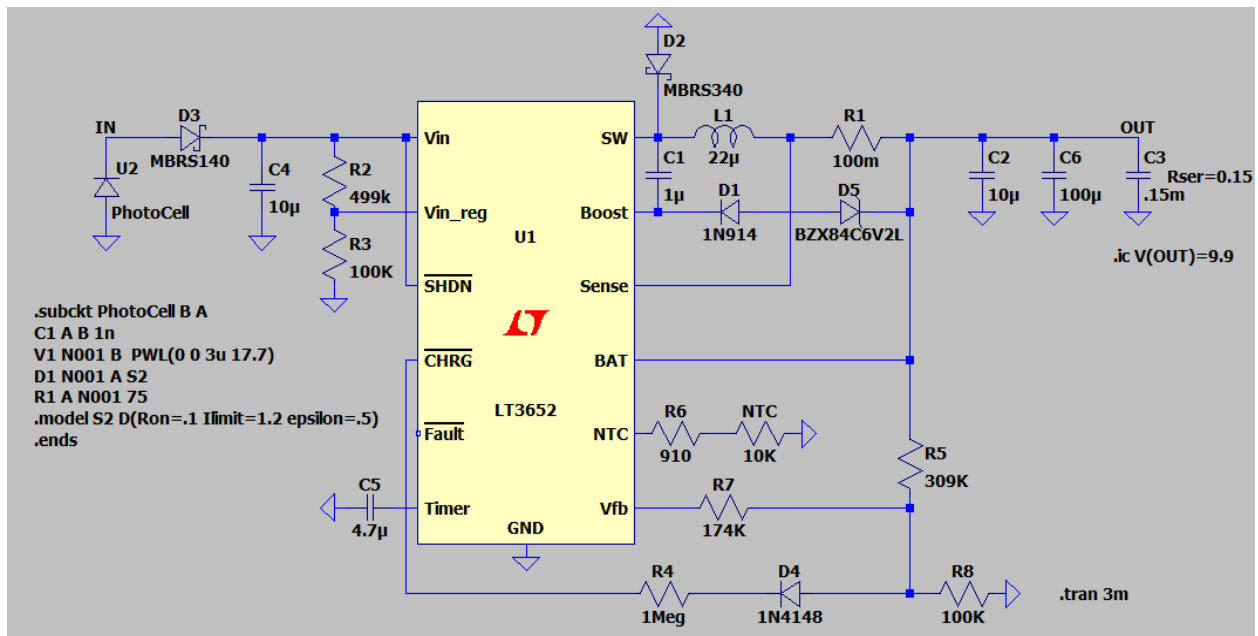 IN
D3
MBRS140
U2
PhotoCell
C4
10µ
R2
499k
R3
100K
Vin
Vin_reg
SHDN
CHRG
Fault
Timer
U1
LT3652
GND
SW
Boost
Sense
BAT
NTC
Vfb
D2
MBRS340
L1
22µ
R1
100m
C1
1µ
D1
1N914
D5
BZX84C6V2L
OUT
C2
10µ
C6
100µ
C3
Rser=0.15
.15m
.ic V(OUT)=9.9
R6
910
NTC
10K
R5
309K
R7
174K
C5
4.7µ
R4
1Meg
D4
1N4148
R8
100K
.tran 3m
.subckt PhotoCell B A
C1 A B 1n
V1 N001 B PWL(0 0 3u 17.7)
D1 N001 A S2
R1 A N001 75
.model S2 D(Ron=.1 Ilimit=1.2 epsilon=.5)
.ends